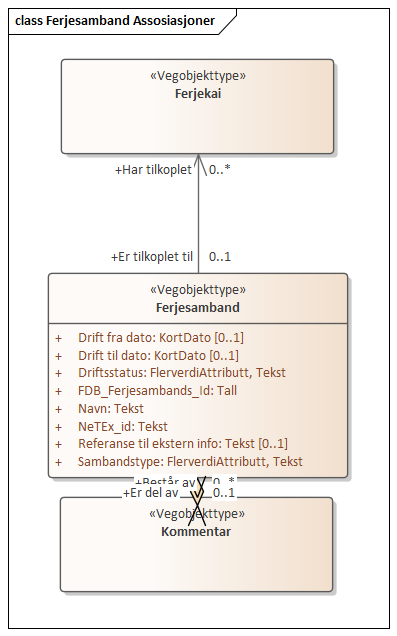 class Ferjesamband Assosiasjoner
«Vegobjekttype»
Ferjekai
+Har tilkoplet 0..*
+Er tilkoplet til 0..1
«Vegobjekttype»
Ferjesamband
+ Drift fra dato: KortDato [0..1]
+ Drift til dato: KortDato [0..1]
+ Driftsstatus: FlerverdiAttributt, Tekst
+ FDB_Ferjesambands_Id: Tall
+ Navn: Tekst
+ NeTEx_id: Tekst
+ Referanse til ekstern info: Tekst [0..1]
+ Sambandstype: FlerverdiAttributt, Tekst
+Består av 0..*
+Er del av 0..1
«Vegobjekttype»
Kommentar